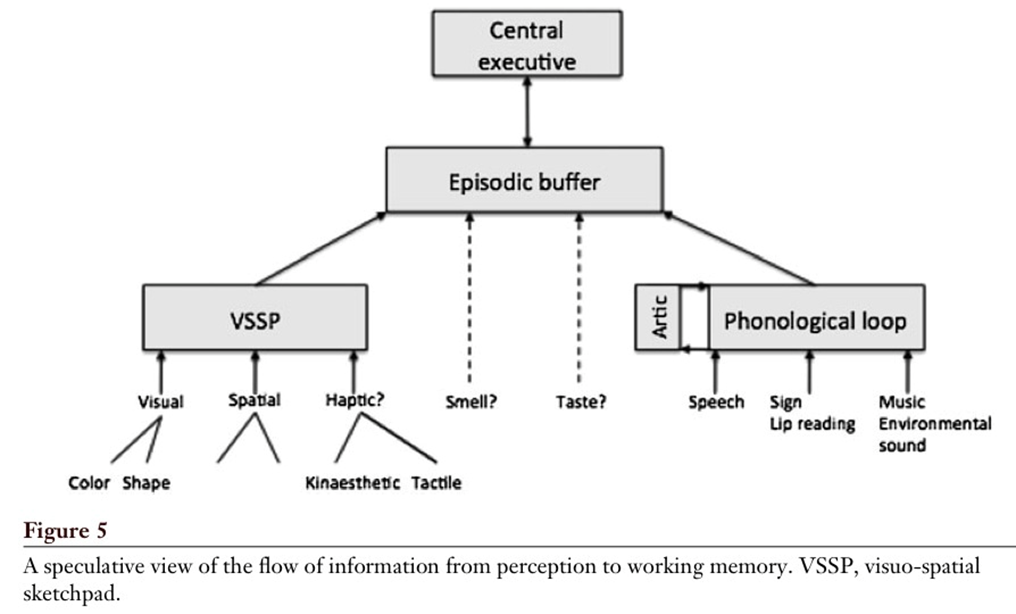 Central
executive
Episodic buffer
VSSP
Artic
Phonological loop
Visual
Spatial
Haptic?
Smell?
Taste?
Speech
Sign
Lip reading
Music
Environmental
sound
Color Shape
Kinaesthetic Tactile
Figure 5
A speculative view of the flow of information from perception to working memory. VSSP, visuo-spatial
sketchpad.